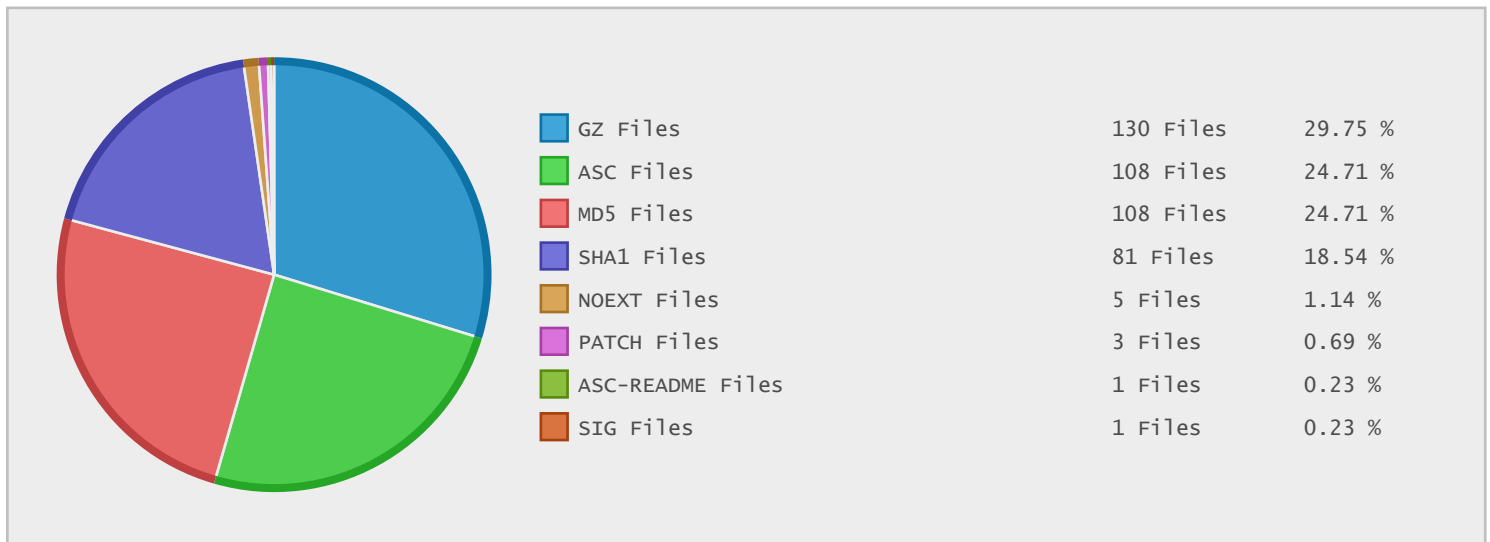 GZ Files 130 Files 29.75 %
ASC Files 108 Files 24.71 %
MD5 Files 108 Files 24.71 %
SHA1 Files 81 Files 18.54 %
NOEXT Files 5 Files 1.14 %
PATCH Files 3 Files 0.69 %
ASC-README Files 1 Files 0.23 %
SIG Files 1 Files 0.23 %